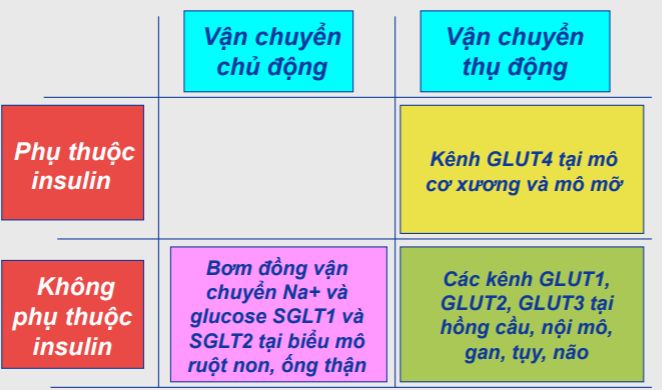 Vận chuyển
chủ động
Vận chuyển
thụ động
Phụ thuộc
insulin
Kênh GLUT4 tại mô
cơ xương và mô mỡ
Không
phụ thuộc
insulin
Bơm đồng vận
chuyển Na+ và
glucose SGLT1 và
SGLT2 tại biểu mô
ruột non, ống thận
Các kênh GLUT1,
GLUT2, GLUT3 tại
hồng cầu, nội mô,
gan, tụy, não